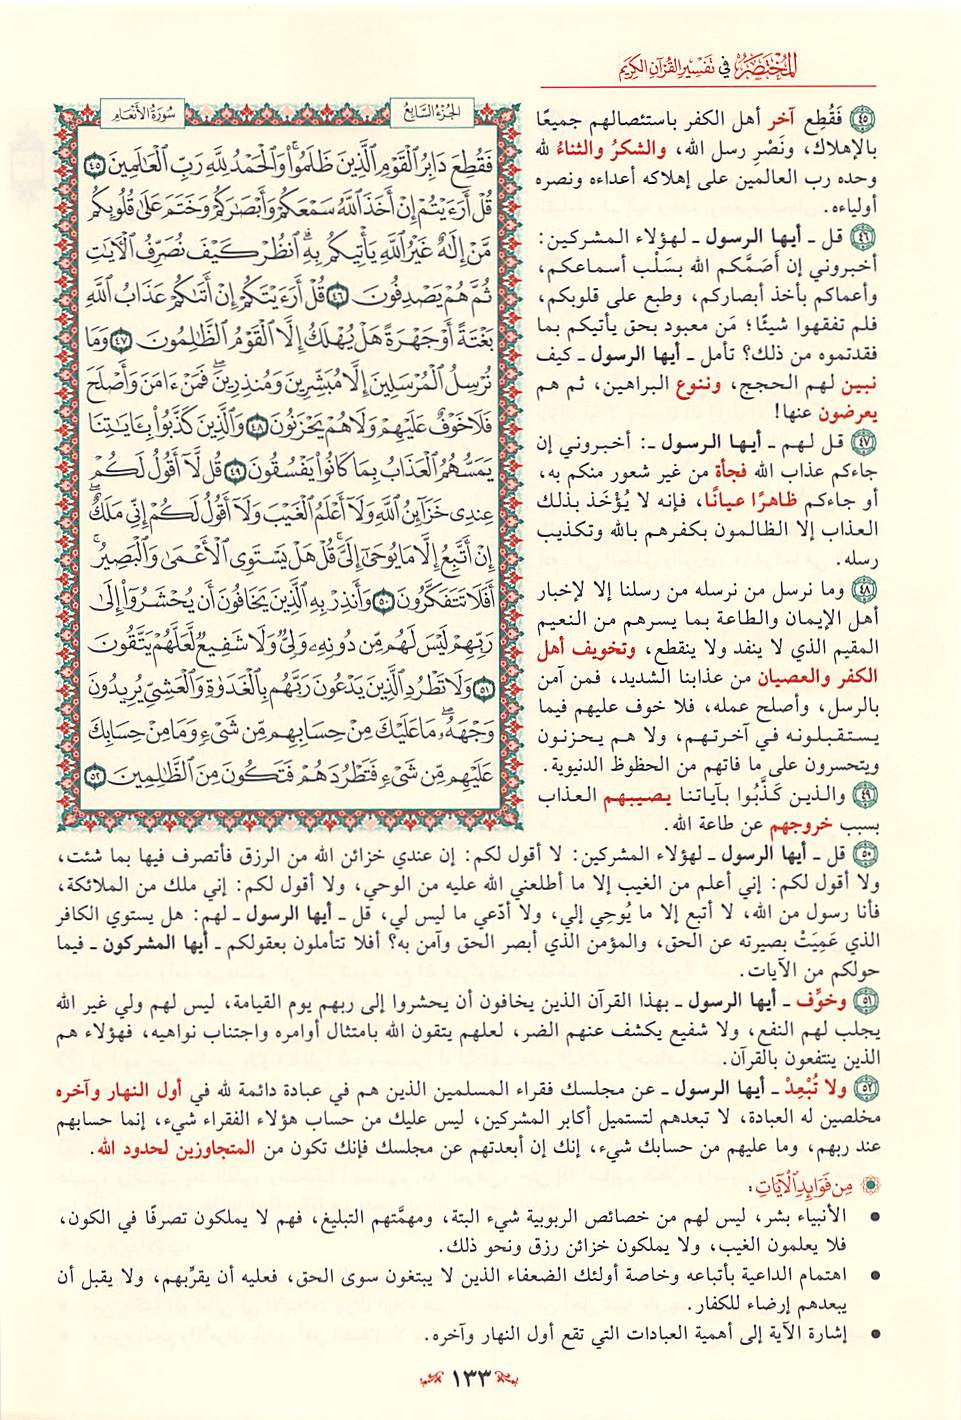 المختصر في تفسير القرآن الكريم
الجزء السابع
سورة الأنعام
فَقُطِعَ دَابِرُ ٱلْقَوْمِ ٱلَّذِينَ ظَلَمُوا۟ ۚ وَٱلْحَمْدُ لِلَّهِ رَبِّ ٱلْعَـٰلَمِينَ ٤٥
قُلْ أَرَءَيْتُمْ إِنْ أَخَذَ ٱللَّهُ سَمْعَكُمْ وَأَبْصَـٰرَكُمْ وَخَتَمَ عَلَىٰ قُلُوبِكُم
مَّنْ إِلَـٰهٌ غَيْرُ ٱللَّهِ يَأْتِيكُم بِهِ ۗ ٱنظُرْ كَيْفَ نُصَرِّفُ ٱلْـَٔايَـٰتِ
ثُمَّ هُمْ يَصْدِفُونَ ٤٦ قُلْ أَرَءَيْتَكُمْ إِنْ أَتَىٰكُمْ عَذَابُ ٱللَّهِ
بَغْتَةً أَوْ جَهْرَةً هَلْ يُهْلَكُ إِلَّا ٱلْقَوْمُ ٱلظَّـٰلِمُونَ ٤٧ وَمَا
نُرْسِلُ ٱلْمُرْسَلِينَ إِلَّا مُبَشِّرِينَ وَمُنذِرِينَ ۖ فَمَنْ ءَامَنَ وَأَصْلَحَ
فَلَا خَوْفٌ عَلَيْهِمْ وَلَا هُمْ يَحْزَنُونَ ٤٨ وَٱلَّذِينَ كَذَّبُوا۟ بِـَٔايَـٰتِنَا
يَمَسُّهُمُ ٱلْعَذَابُ بِمَا كَانُوا۟ يَفْسُقُونَ ٤٩ قُل لَّآ أَقُولُ لَكُمْ
عِندِى خَزَآئِنُ ٱللَّهِ وَلَآ أَعْلَمُ ٱلْغَيْبَ وَلَآ أَقُولُ لَكُمْ إِنِّى مَلَكٌ ۖ
إِنْ أَتَّبِعُ إِلَّا مَا يُوحَىٰٓ إِلَىَّ ۚ قُلْ هَلْ يَسْتَوِى ٱلْأَعْمَىٰ وَٱلْبَصِيرُ ۚ
أَفَلَا تَتَفَكَّرُونَ ٥٠ وَأَنذِرْ بِهِ ٱلَّذِينَ يَخَافُونَ أَن يُحْشَرُوٓا۟ إِلَىٰ
رَبِّهِمْ ۙ لَيْسَ لَهُم مِّن دُونِهِۦ وَلِىٌّ وَلَا شَفِيعٌ لَّعَلَّهُمْ يَتَّقُونَ
٥١ وَلَا تَطْرُدِ ٱلَّذِينَ يَدْعُونَ رَبَّهُم بِٱلْغَدَوٰةِ وَٱلْعَشِىِّ يُرِيدُونَ
وَجْهَهُۥ ۖ مَا عَلَيْكَ مِنْ حِسَابِهِم مِّن شَىْءٍ وَمَا مِنْ حِسَابِكَ
عَلَيْهِم مِّن شَىْءٍ فَتَطْرُدَهُمْ فَتَكُونَ مِنَ ٱلظَّـٰلِمِينَ ٥٢
٤٥ فَقُطِع آخر أهل الكفر باستئصالهم جميعًا
بالإهلاك، ونَصْرِ رسل الله، والشكرُ والثناءُ لله
وحده رب العالمين على إهلاكه أعداءه ونصره
أولياءه.
٤٦ قل ـ أيها الرسول ـ لهؤلاء المشركين:
أخبروني إن أَصَمَّكم الله بسَلْب أسماعكم،
وأعماكم بأخذ أبصاركم، وطبع على قلوبكم،
فلم تفقهوا شيئًا؛ مَن معبود بحق يأتيكم بما
فقدتموه من ذلك؟ تأمل ـ أيها الرسول ـ كيف
نبين لهم الحجج، وننوع البراهين، ثم هم
يعرضون عنها!
٤٧ قل لهم ـ أيها الرسول ـ: أخبروني إن
جاءكم عذاب الله فجأة من غير شعور منكم به،
أو جاءكم ظاهرًا عيانًا، فإنه لا يُؤْخَذ بذلك
العذاب إلا الظالمون بكفرهم بالله وتكذيب
رسله.
٤٨ وما نرسل من نرسله من رسلنا إلا لإخبار
أهل الإيمان والطاعة بما يسرهم من النعيم
المقيم الذي لا ينفد ولا ينقطع، وتخويف أهل
الكفر والعصيان من عذابنا الشديد، فمن آمن
بالرسل، وأصلح عمله، فلا خوف عليهم فيما
يستقبلونه في آخرتهم، ولا هم يحزنون
ويتحسرون على ما فاتهم من الحظوظ الدنيوية.
٤٩ والذين كَذَّبُوا بآياتنا يصيبهم العذاب
بسبب خروجهم عن طاعة الله.
٥٠ قل ـ أيها الرسول ـ لهؤلاء المشركين: لا أقول لكم: إن عندي خزائن الله من الرزق فأتصرف فيها بما شئت،
ولا أقول لكم: إني أعلم من الغيب إلا ما أطلعني الله عليه من الوحي، ولا أقول لكم: إني ملك من الملائكة،
فأنا رسول من الله، لا أتبع إلا ما يُوحِي إلي، ولا أدّعي ما ليس لي، قل ـ أيها الرسول ـ لهم: هل يستوي الكافر
الذي عَمِيَتْ بصيرته عن الحق، والمؤمن الذي أبصر الحق وآمن به؟ أفلا تتأملون بعقولكم ـ أيها المشركون ـ فيما
حولكم من الآيات.
٥١ وخوِّف ـ أيها الرسول ـ بهذا القرآن الذين يخافون أن يحشروا إلى ربهم يوم القيامة، ليس لهم ولي غير الله
يجلب لهم النفع، ولا شفيع يكشف عنهم الضر، لعلهم يتقون الله بامتثال أوامره واجتناب نواهيه، فهؤلاء هم
الذين ينتفعون بالقرآن.
٥٢ ولا تُبْعِدْ ـ أيها الرسول ـ عن مجلسك فقراء المسلمين الذين هم في عبادة دائمة لله في أول النهار وآخره
مخلصين له العبادة، لا تبعدهم لتستميل أكابر المشركين، ليس عليك من حساب هؤلاء الفقراء شيء، إنما حسابهم
عند ربهم، وما عليهم من حسابك شيء، إنك إن أبعدتهم عن مجلسك فإنك تكون من المتجاوزين لحدود الله.
من فوائد الآيات:
• الأنبياء بشر، ليس لهم من خصائص الربوبية شيء البتة، ومهمَّتهم التبليغ، فهم لا يملكون تصرفًا في الكون،
فلا يعلمون الغيب، ولا يملكون خزائن رزق ونحو ذلك.
• اهتمام الداعية بأتباعه وخاصة أولئك الضعفاء الذين لا يبتغون سوى الحق، فعليه أن يقرِّبهم، ولا يقبل أن
يبعدهم إرضاء للكفار.
• إشارة الآية إلى أهمية العبادات التي تقع أول النهار وآخره.
١٣٣